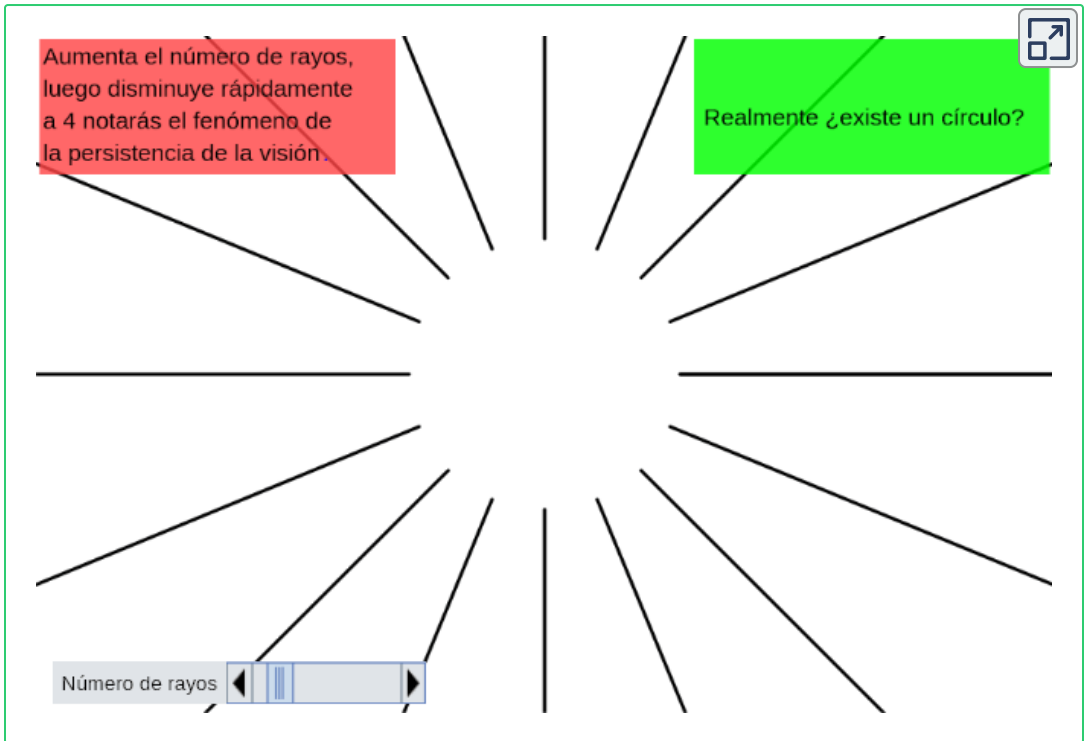 Aumenta el número de rayos,
luego disminuye rápidamente
a 4 notarás el fenómeno de
la persistencia de la visión.
Realmente ¿existe un círculo?
Número de rayos